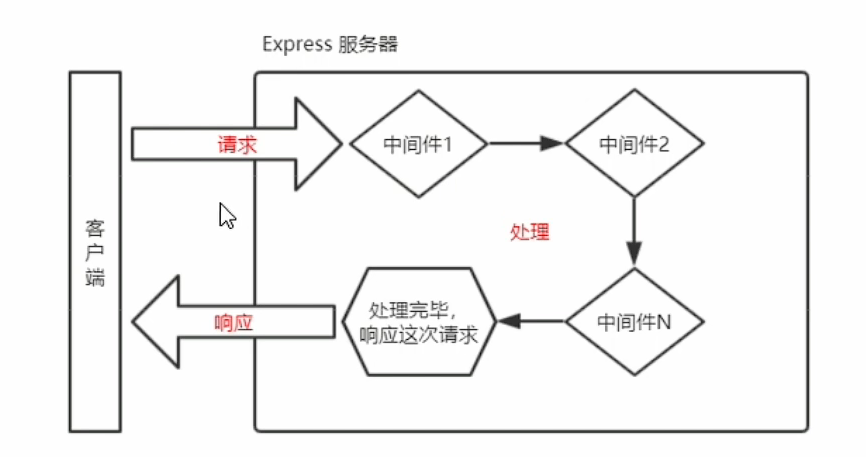 Express 服务器
请求
中间件1
中间件2
客户端
处理
响应
处理完毕,
响应这次请求
中间件N